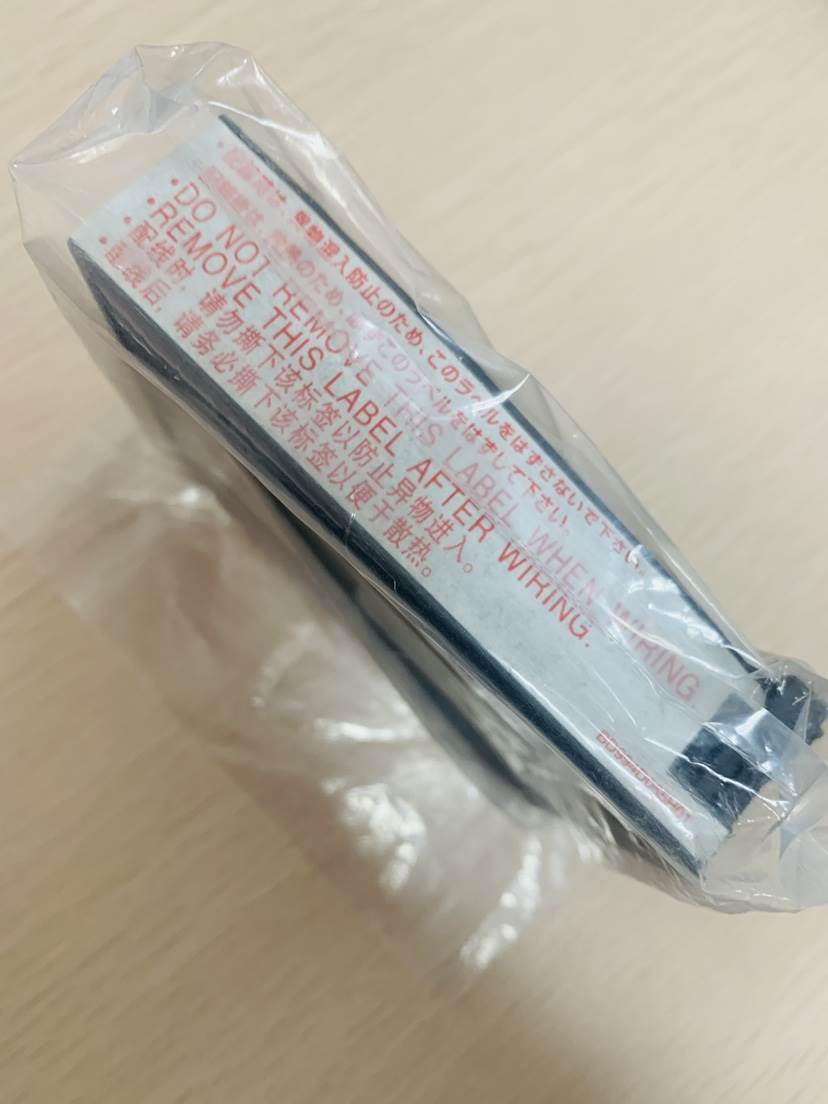 ・配線時は、異物混入防止のため、このラベルをはずさないで下さい。
・配線後は、放熱のため、必ずこのラベルをはずして下さい。
・DO NOT REMOVE THIS LABEL WHEN WIRING.
・REMOVE THIS LABEL AFTER WIRING.
・配线时，请勿撕下该标签以防止异物进入。
・配线后，请务必撕下该标签以便于散热。